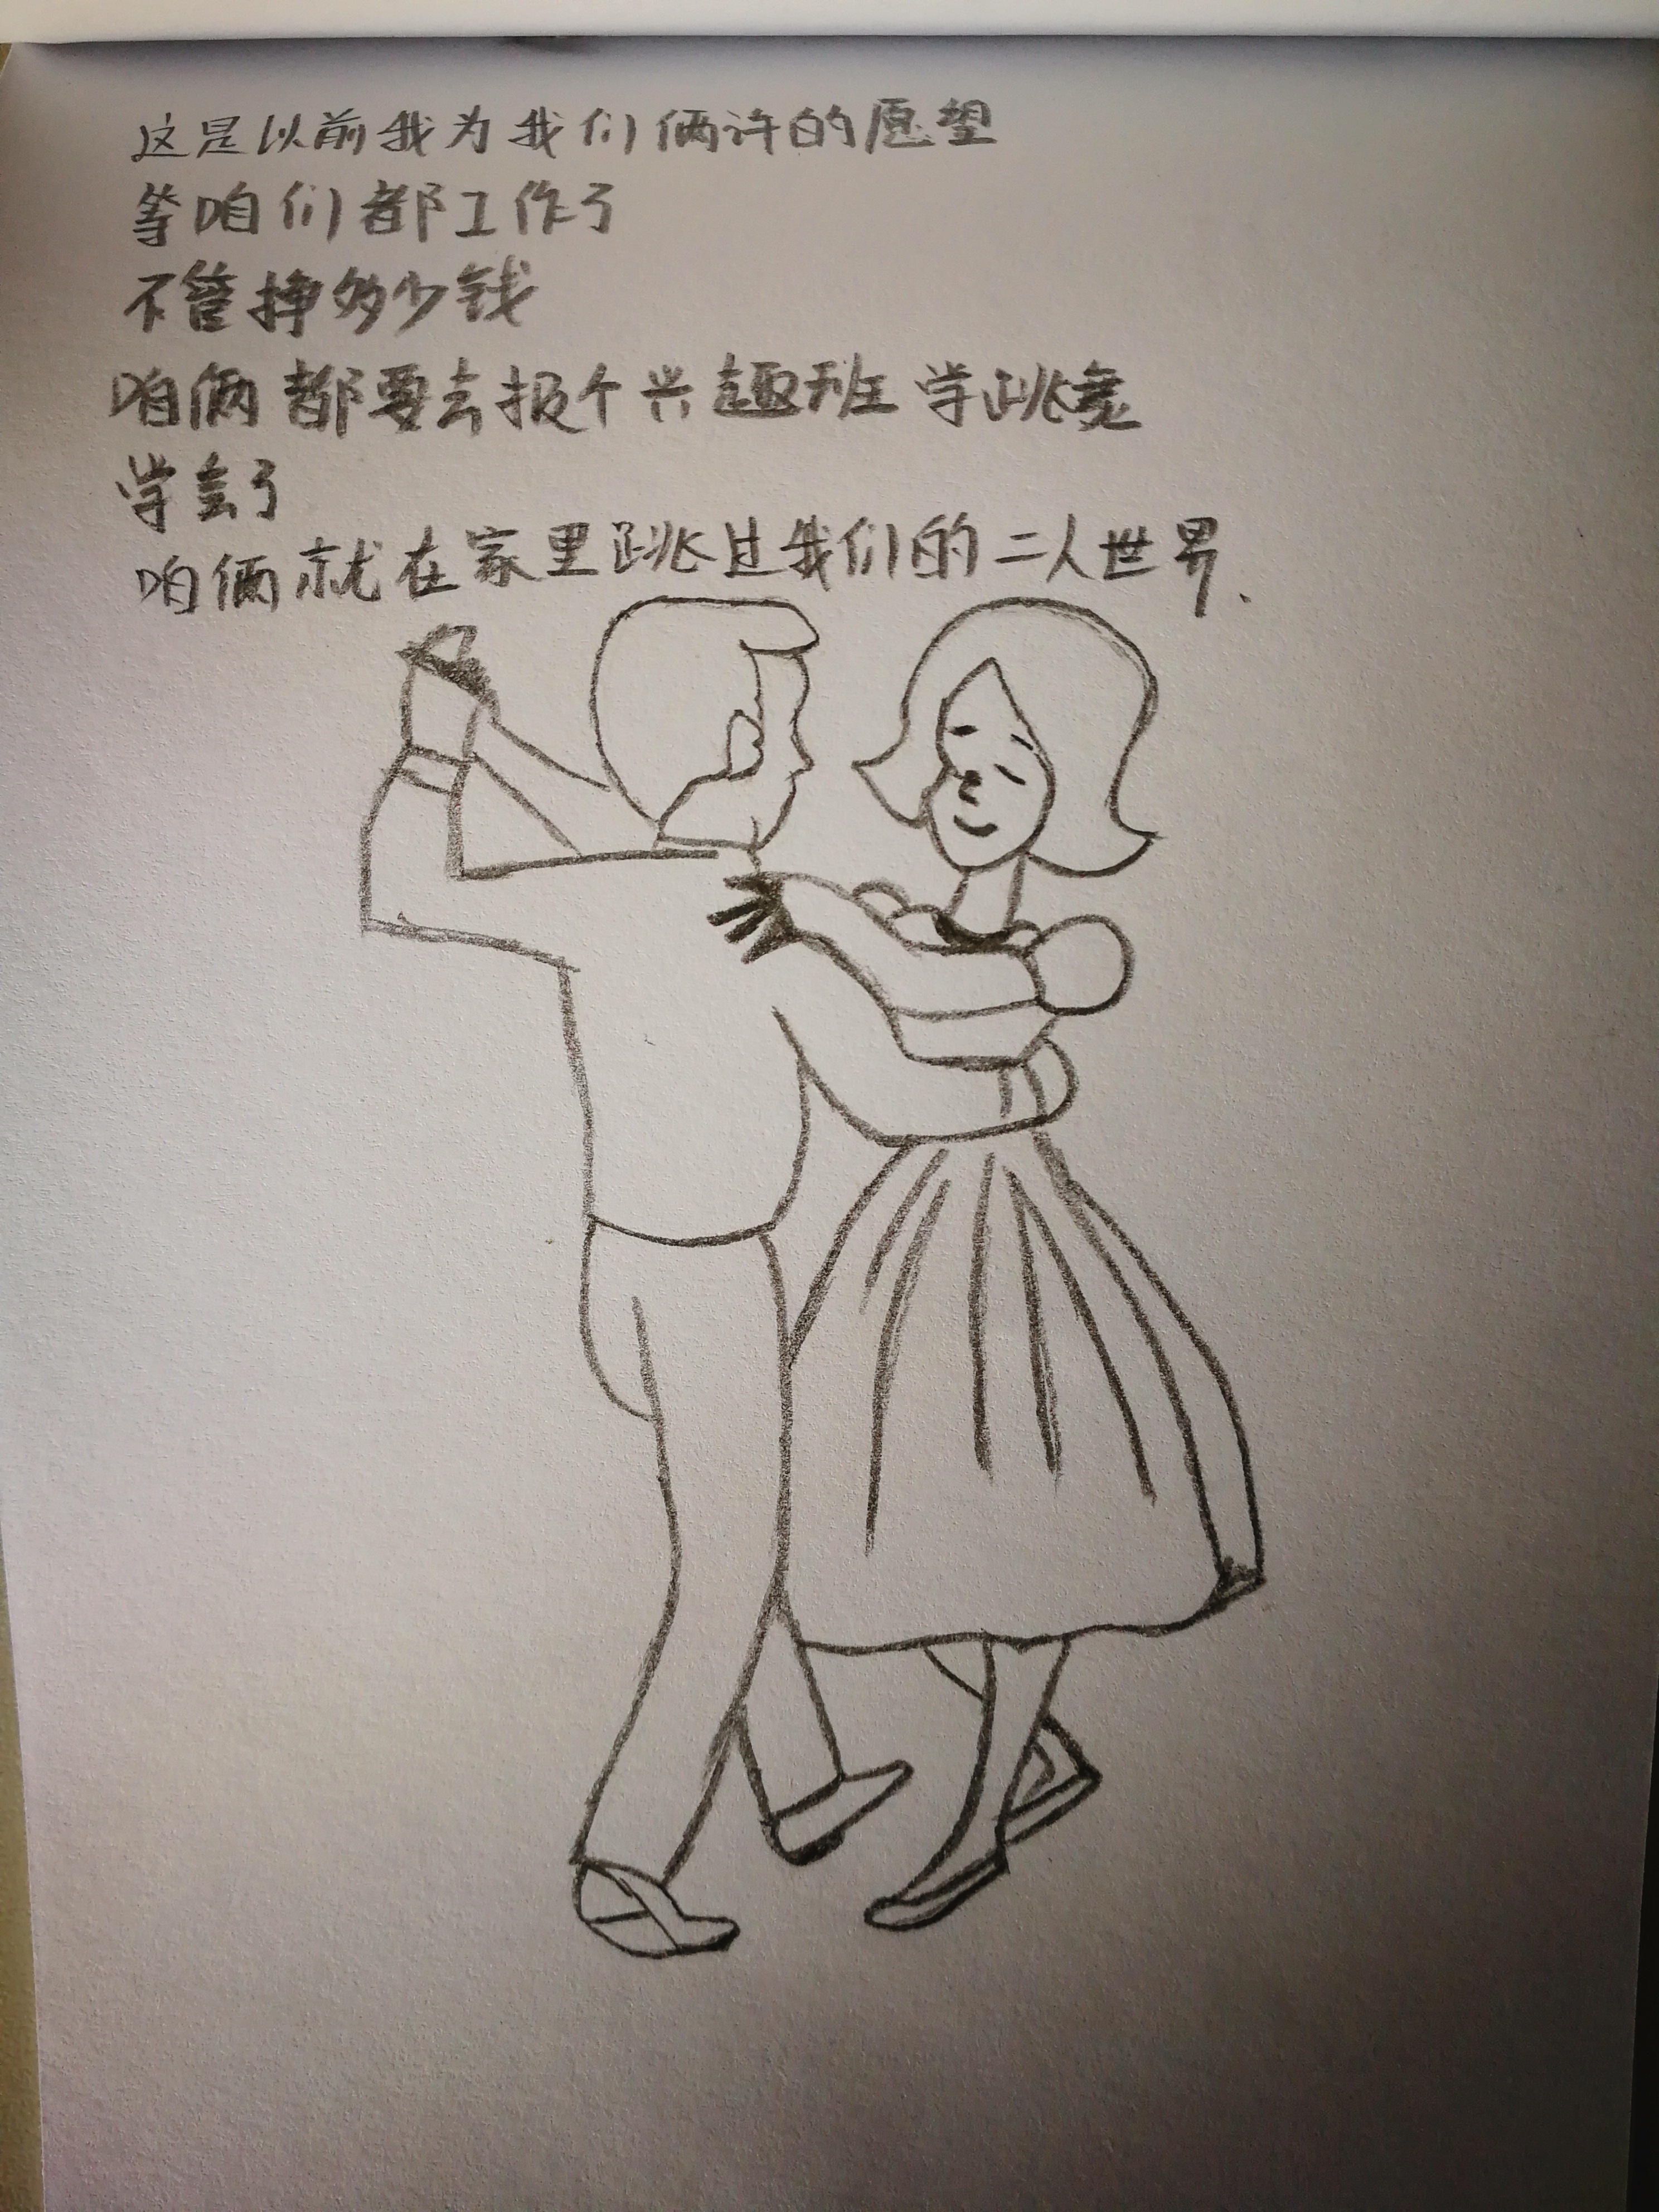 这是以前我为我们俩许的愿望
等咱们都工作了
不管挣多少钱
咱俩都要去报个兴趣班学跳舞
学会了
咱俩就在家里跳过我们的二人世界.